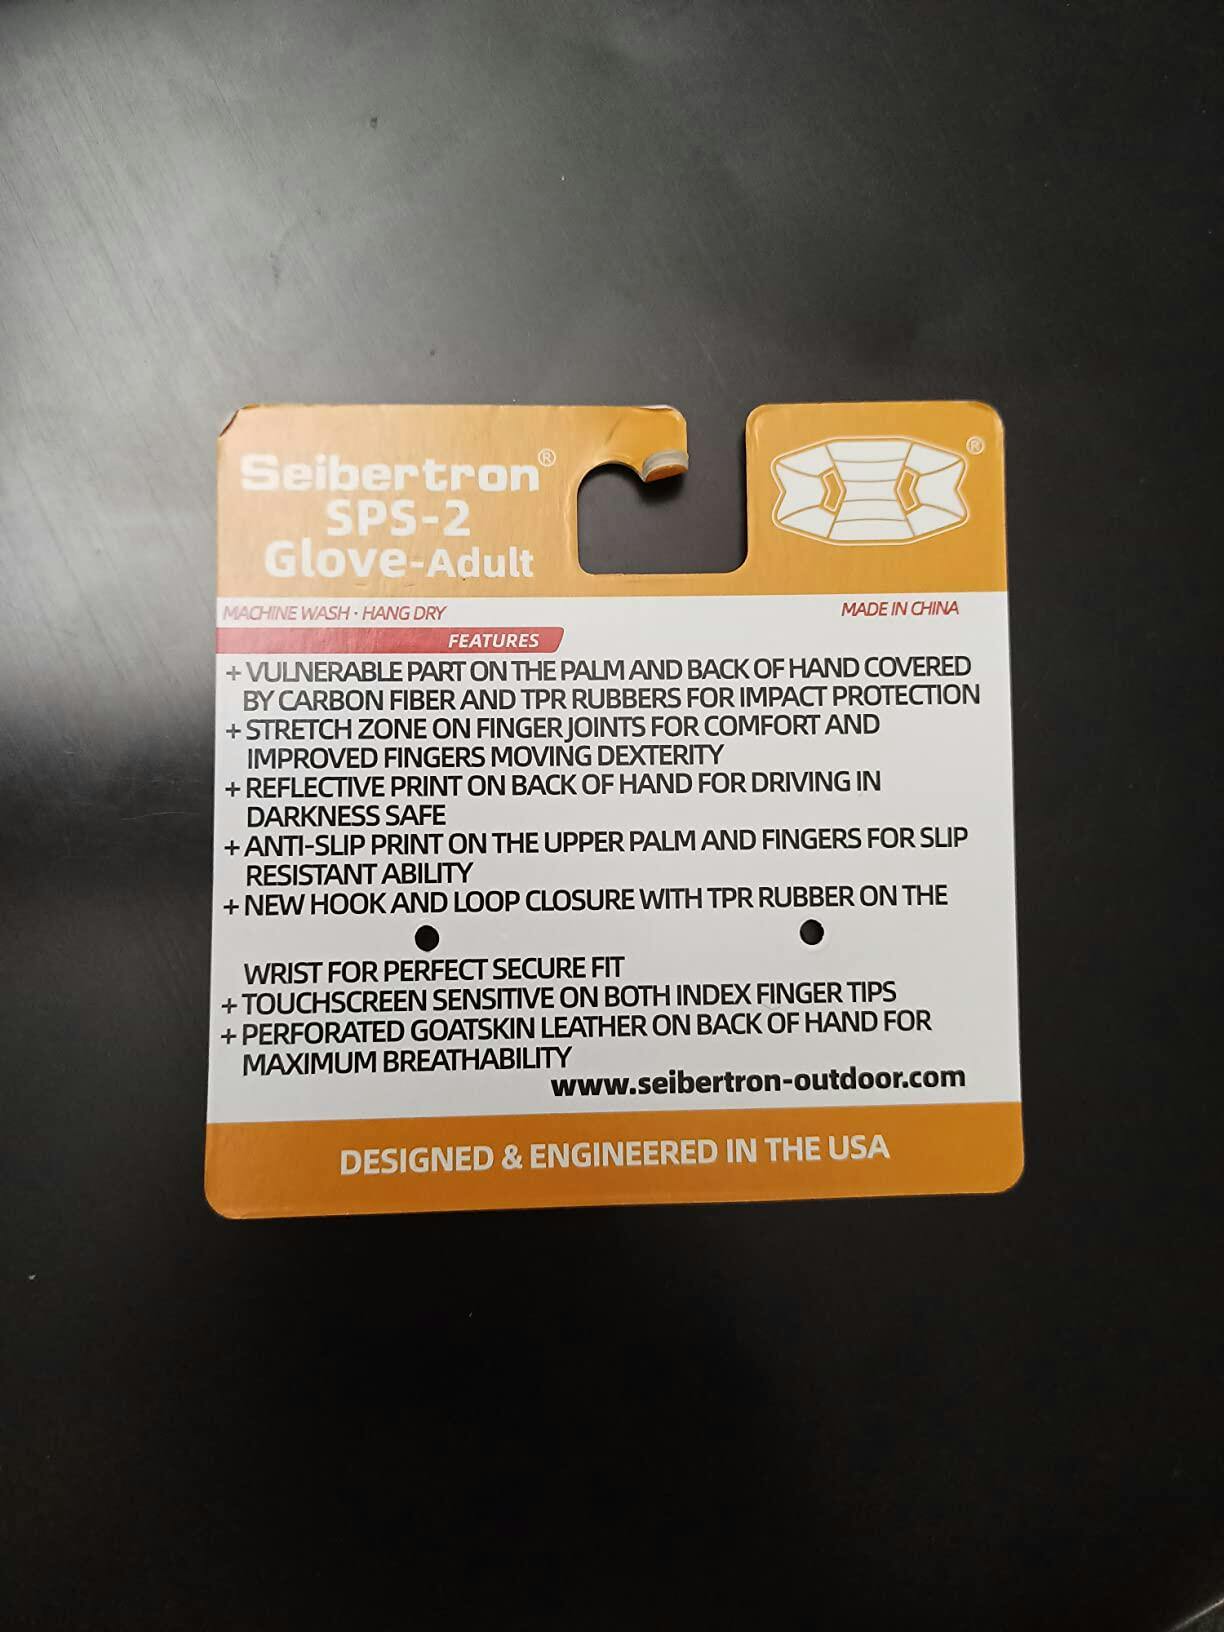 Seibertron®
SPS-2
Glove-Adult
®
MACHINE WASH · HANG DRY
MADE IN CHINA
FEATURES
+ VULNERABLE PART ON THE PALM AND BACK OF HAND COVERED
BY CARBON FIBER AND TPR RUBBERS FOR IMPACT PROTECTION
+ STRETCH ZONE ON FINGER JOINTS FOR COMFORT AND
IMPROVED FINGERS MOVING DEXTERITY
+ REFLECTIVE PRINT ON BACK OF HAND FOR DRIVING IN
DARKNESS SAFE
+ ANTI-SLIP PRINT ON THE UPPER PALM AND FINGERS FOR SLIP
RESISTANT ABILITY
+ NEW HOOK AND LOOP CLOSURE WITH TPR RUBBER ON THE
WRIST FOR PERFECT SECURE FIT
+ TOUCHSCREEN SENSITIVE ON BOTH INDEX FINGER TIPS
+ PERFORATED GOATSKIN LEATHER ON BACK OF HAND FOR
MAXIMUM BREATHABILITY
www.seibertron-outdoor.com
DESIGNED & ENGINEERED IN THE USA